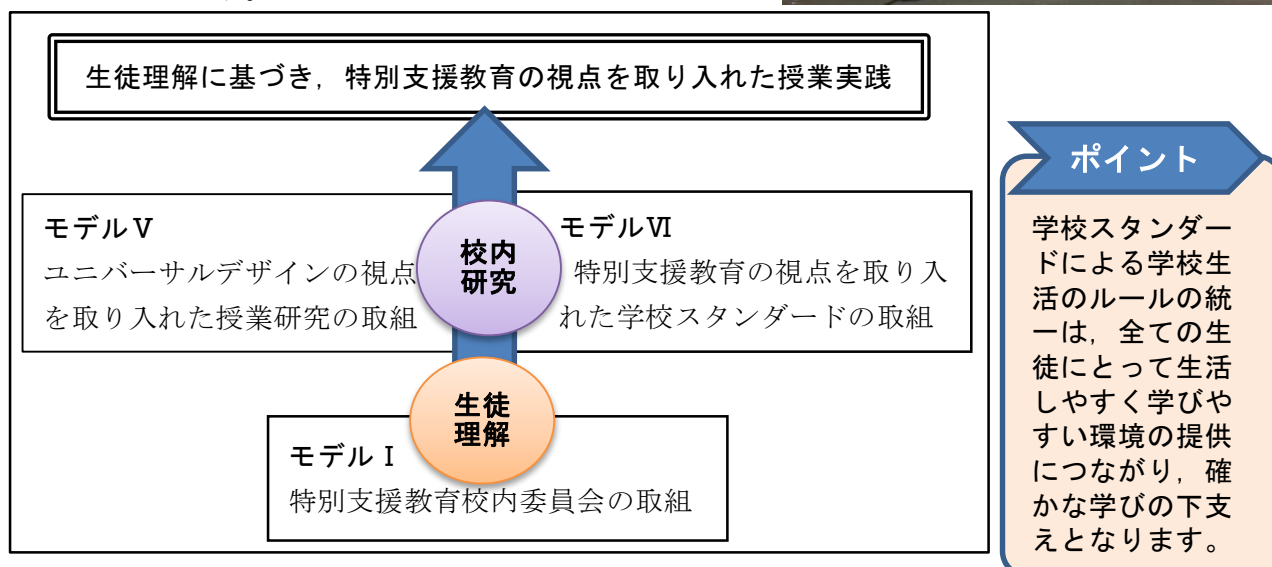 生徒理解に基づき，特別支援教育の視点を取り入れた授業実践
モデルⅤ
ユニバーサルデザインの視点
を取り入れた授業研究の取組
校内
研究
モデルⅥ
特別支援教育の視点を取り入
れた学校スタンダードの取組
生徒
理解
モデルⅠ
特別支援教育校内委員会の取組
ポイント
学校スタンダー
ドによる学校生
活のルールの統
一は，全ての生
徒にとって生活
しやすく学びや
すい環境の提供
につながり，確
かな学びの下支
えとなります。